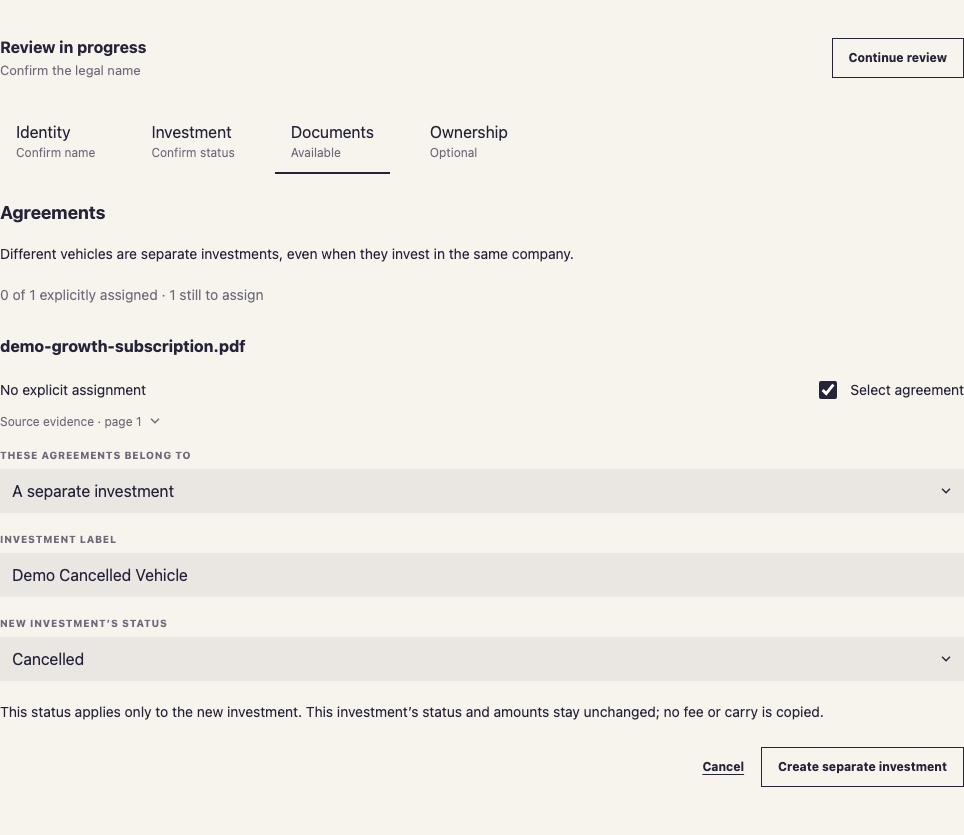 Review in progress
Confirm the legal name
Continue review
Identity
Confirm name
Investment
Confirm status
Documents
Available
Ownership
Optional
Agreements
Different vehicles are separate investments, even when they invest in the same company.
0 of 1 explicitly assigned · 1 still to assign
demo-growth-subscription.pdf
No explicit assignment
Select agreement
Source evidence · page 1
THESE AGREEMENTS BELONG TO
A separate investment
INVESTMENT LABEL
Demo Cancelled Vehicle
NEW INVESTMENT’S STATUS
Cancelled
This status applies only to the new investment. This investment’s status and amounts stay unchanged; no fee or carry is copied.
Cancel
Create separate investment